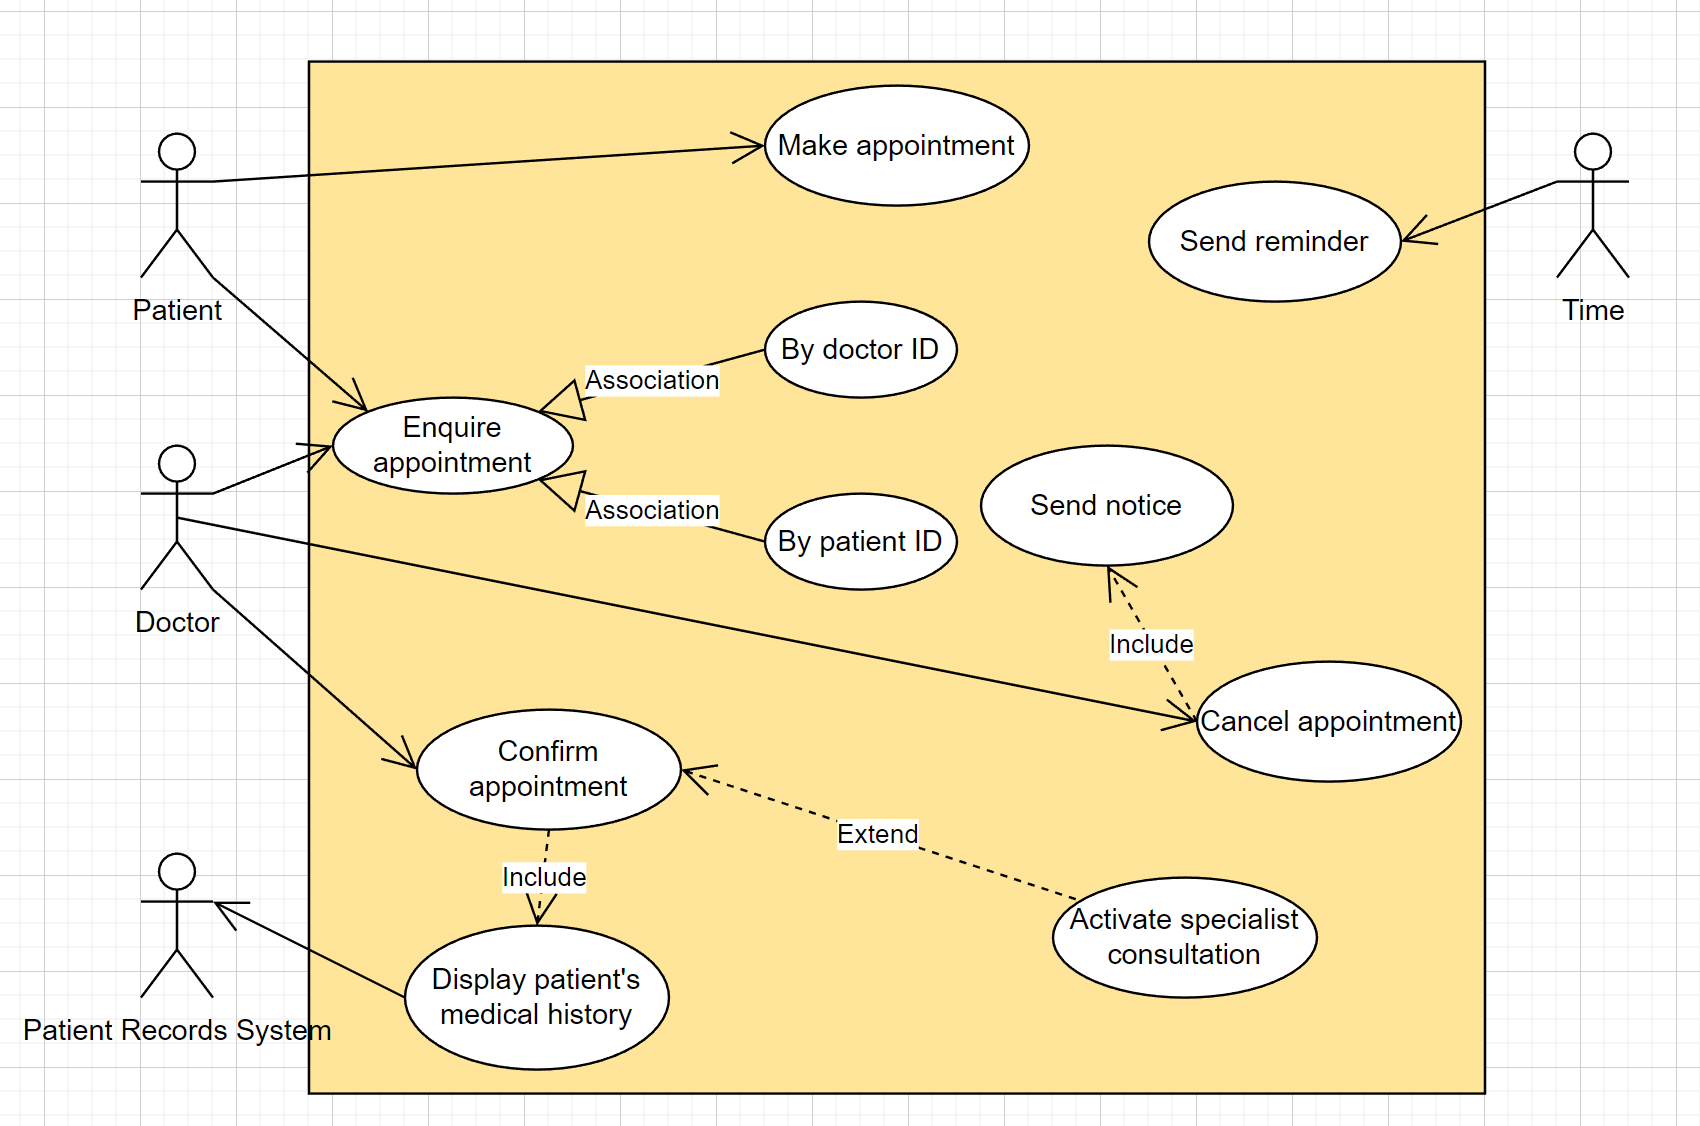 Make appointment
Send reminder
Patient
Time
By doctor ID
Association
Enquire
appointment
Send notice
Association
By patient ID
Doctor
Include
Cancel appointment
Confirm
appointment
Extend
Include
Activate specialist
consultation
Display patient's
medical history
Patient Records System